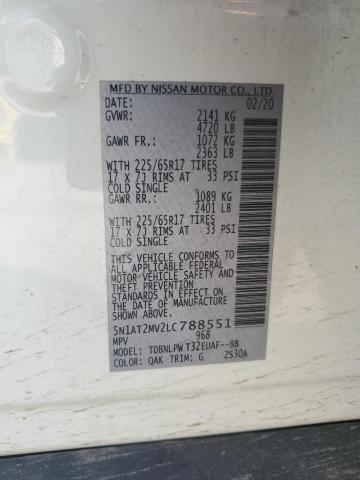 MFD BY NISSAN MOTOR CO., LTD.
DATE: 02/20
GVWR: 2141 KG
4720 LB
GAWR FR.: 1072 KG
2363 LB
WITH 225/65R17 TIRES
17 X 7J RIMS AT 33 PSI
COLD SINGLE
GAWR RR.: 1089 KG
2401 LB
WITH 225/65R17 TIRES
17 X 7J RIMS AT 33 PSI
COLD SINGLE
THIS VEHICLE CONFORMS TO
ALL APPLICABLE FEDERAL
MOTOR VEHICLE SAFETY AND
THEFT PREVENTION
STANDARDS IN EFFECT ON THE
DATE OF MANUFACTURE
SHOWN ABOVE.
5N1AT2MV2LC788551
MPV 968
MODEL: TDBNLPW T32EUAF--BB
COLOR: QAK TRIM: G ZS30A